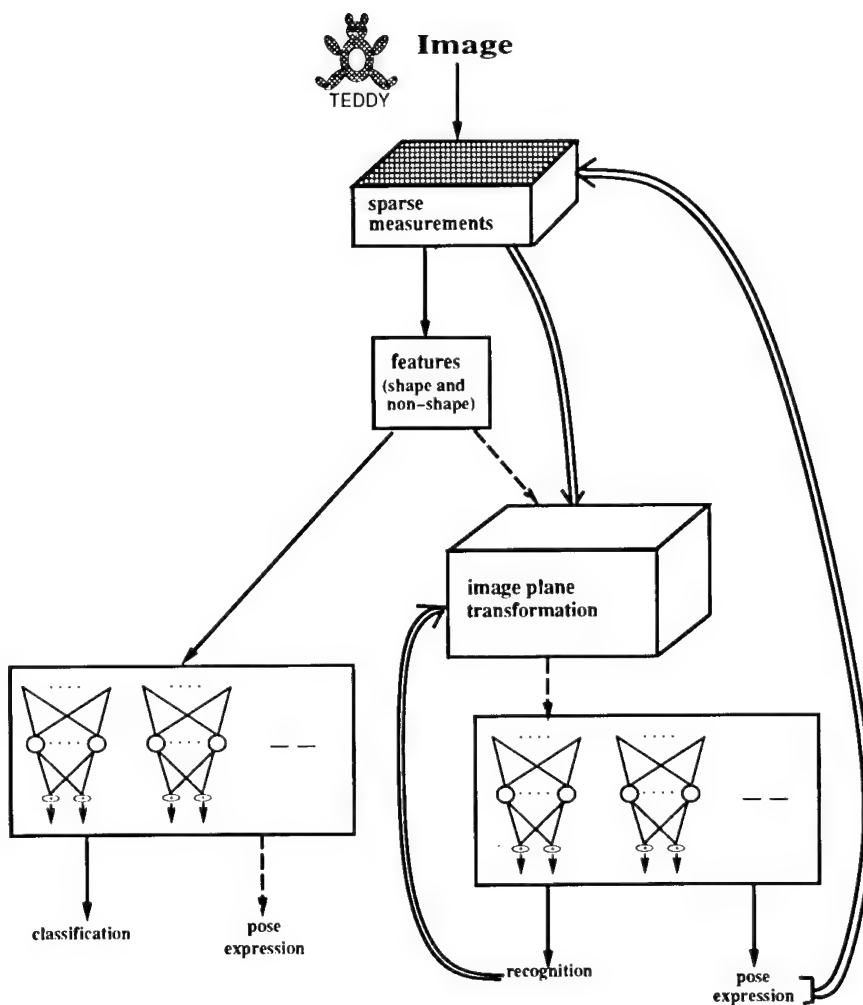 Image
TEDDY
sparse
measurements
features
(shape and
non-shape)
image plane
transformation
classification
pose
expression
recognition
pose
expression